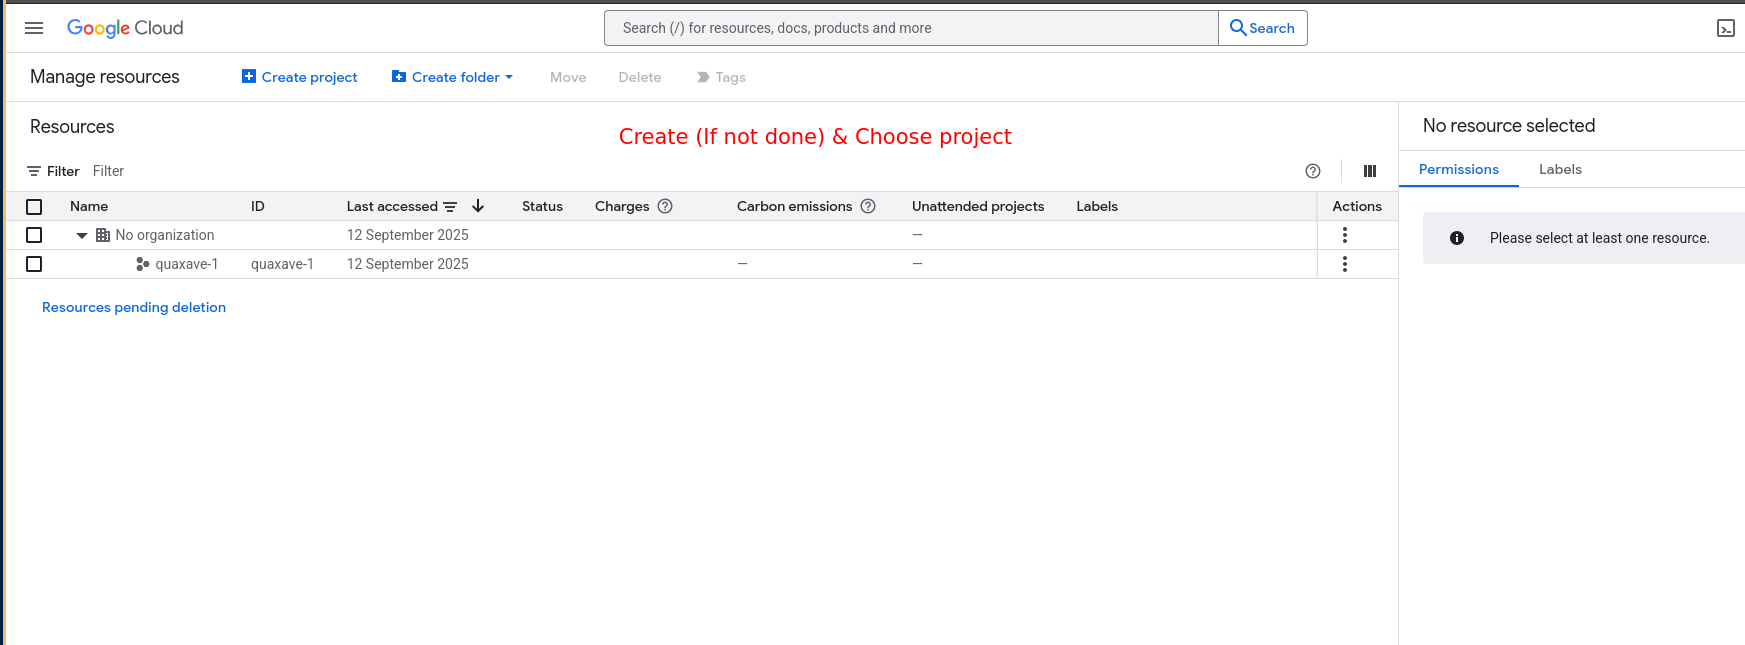 Google Cloud
Search (/) for resources, docs, products and more
Search
Manage resources
Create project
Create folder
Move
Delete
Tags
Resources
Create (If not done) & Choose project
Filter Filter
Name ID Last accessed Status Charges Carbon emissions Unattended projects Labels Actions
No organization 12 September 2025 —
quaxave-1 quaxave-1 12 September 2025 — —
Resources pending deletion
No resource selected
Permissions Labels
Please select at least one resource.